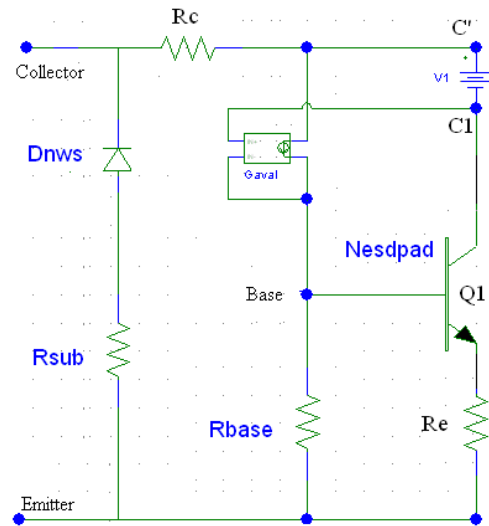 Rc
C'
Collector
V1
C1
Dnws
Gaval
Nesdpad
Base
Q1
Rsub
Rbase
Re
Emitter